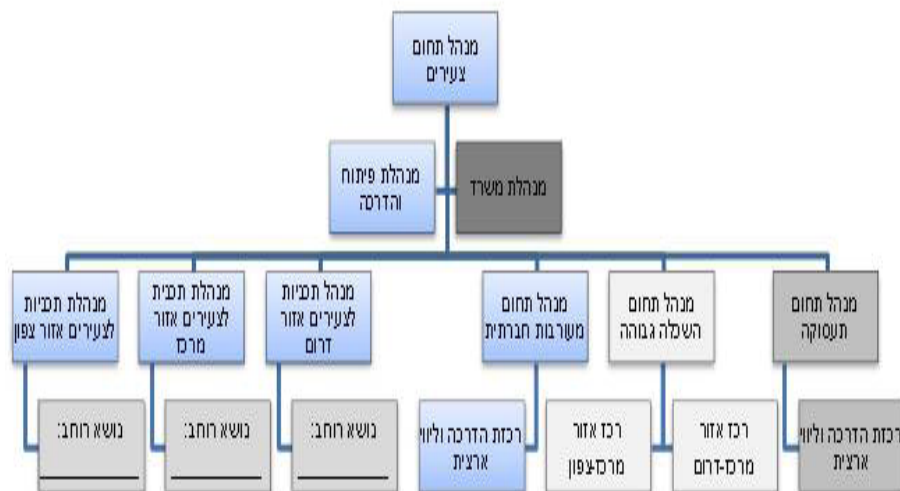 מנהל תחום
צעירים
מנהלת משרד
מנהלת פיתוח
והדרכה
מנהל תחום
תעסוקה
מנהל תחום
השכלה גבוהה
מנהל תחום
מעורבות חברתית
מנהל תכניות
לצעירים אזור
דרום
מנהלת תכנית
לצעירים אזור
מרכז
מנהלת תכניות
לצעירים אזור צפון
רכזת הדרכה וליווי
ארצית
רכז אזור
מרכז-דרום
רכז אזור
מרכז-צפון
רכזת הדרכה וליווי
ארצית
נושא רוחב:
נושא רוחב:
נושא רוחב: